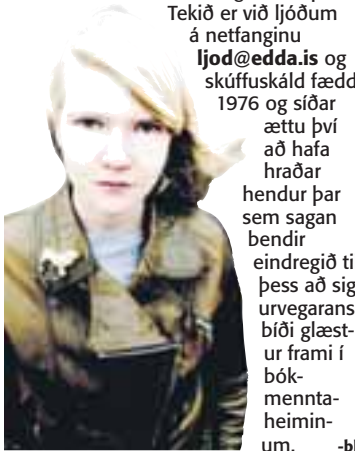 Tekið er við ljóðum
á netfanginu
ljod@edda.is og
skúffuskáld fædd
1976 og síðar
ættu því
að hafa
hraðar
hendur þar
sem sagan
bendir
eindregið ti
þess að sig
urvegarans
bíði glæst-
ur frami í
bók-
mennta-
heimin-
um. -bl